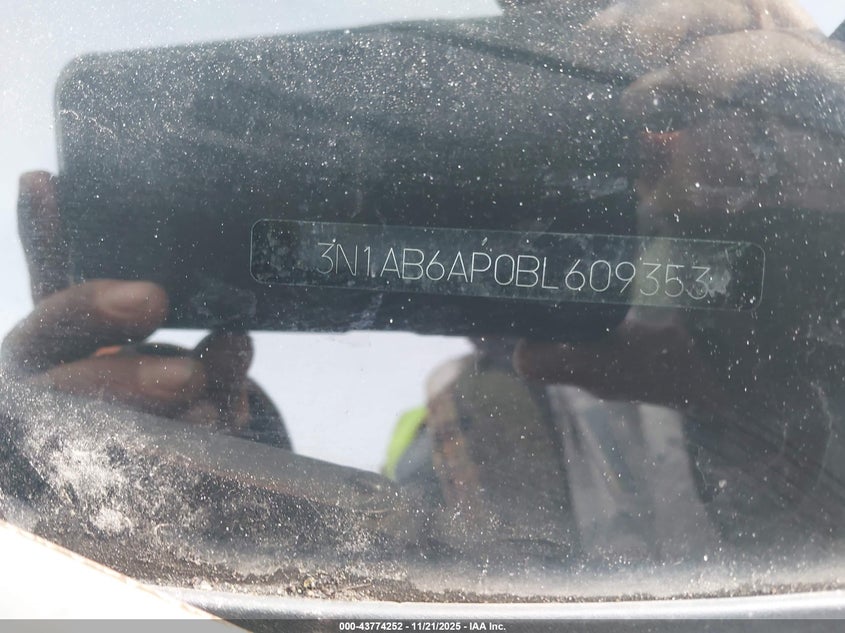 3N1AB6AP0BL609353
000-43774252 - 11/21/2025 - IAA Inc.